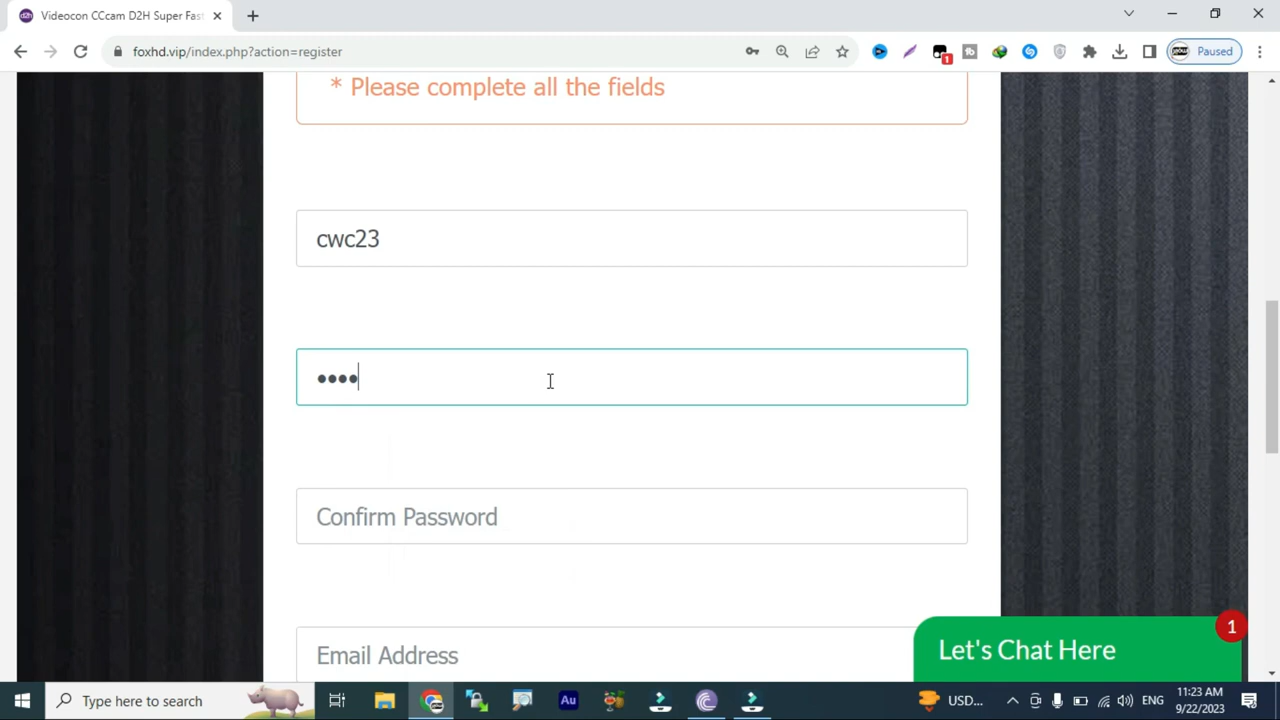 Videocon CCcam D2H Super Fast
foxhd.vip/index.php?action=register
Paused
* Please complete all the fields
cwc23
••••
Confirm Password
Email Address
Let's Chat Here
1
Type here to search
USD...
ENG
11:23 AM
9/22/2023